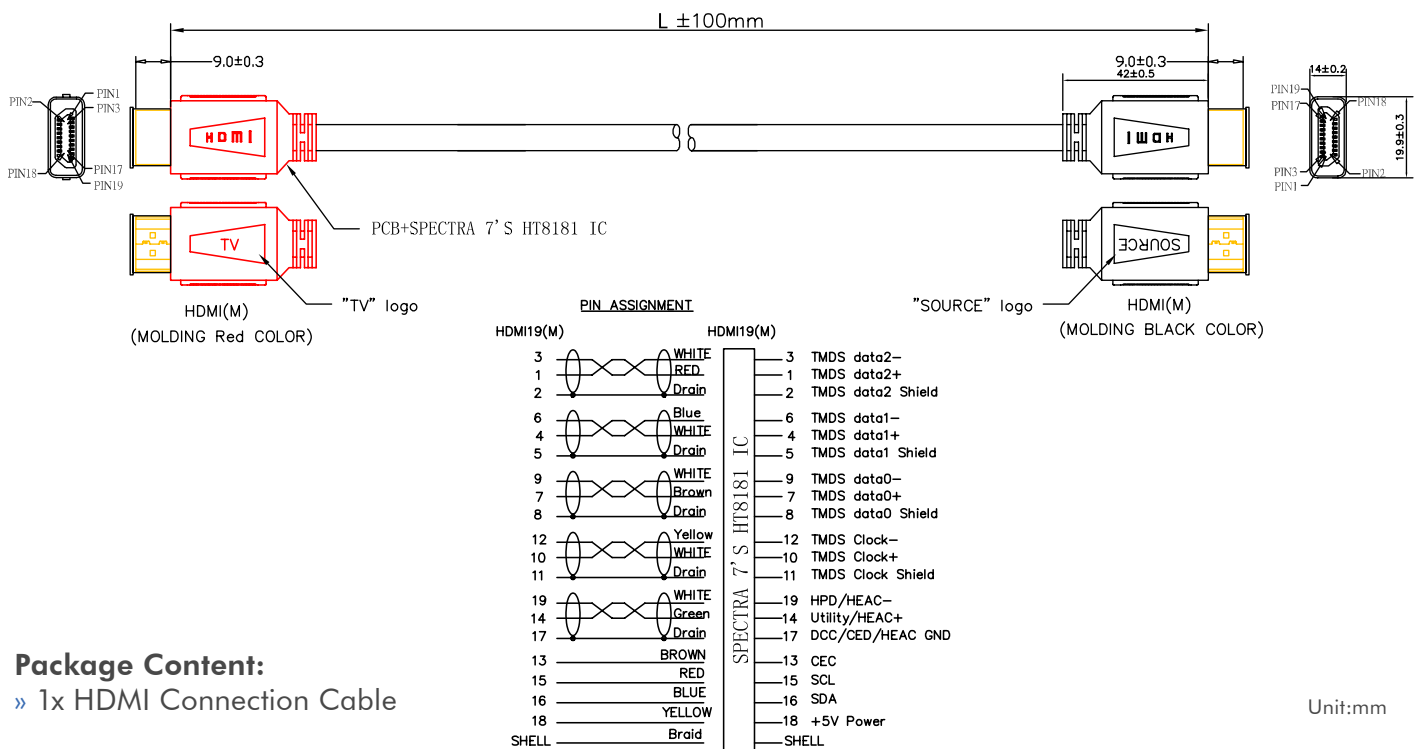 L ±100mm
9.0±0.3
9.0±0.3
42±0.5
14±0.2
19.9±0.3
PIN2
PIN1
PIN3
PIN18
PIN17
PIN19
HDMI
HDMI
PIN19
PIN17
PIN18
PIN3
PIN1
PIN2
PCB+SPECTRA 7'S HT8181 IC
TV
SOURCE
"TV" logo
"SOURCE" logo
HDMI(M)
(MOLDING Red COLOR)
HDMI(M)
(MOLDING BLACK COLOR)
PIN ASSIGNMENT
HDMI19(M) HDMI19(M)
3 WHITE 3 TMDS data2-
1 RED 1 TMDS data2+
2 Drain 2 TMDS data2 Shield
6 Blue 6 TMDS data1-
4 WHITE 4 TMDS data1+
5 Drain 5 TMDS data1 Shield
9 WHITE 9 TMDS data0-
7 Brown 7 TMDS data0+
8 Drain 8 TMDS data0 Shield
12 Yellow 12 TMDS Clock-
10 WHITE 10 TMDS Clock+
11 Drain 11 TMDS Clock Shield
19 WHITE 19 HPD/HEAC-
14 Green 14 Utility/HEAC+
17 Drain 17 DCC/CED/HEAC GND
13 BROWN 13 CEC
15 RED 15 SCL
16 BLUE 16 SDA
18 YELLOW 18 +5V Power
SHELL Braid SHELL
SPECTRA 7'S HT8181 IC
Package Content:
» 1x HDMI Connection Cable
Unit:mm